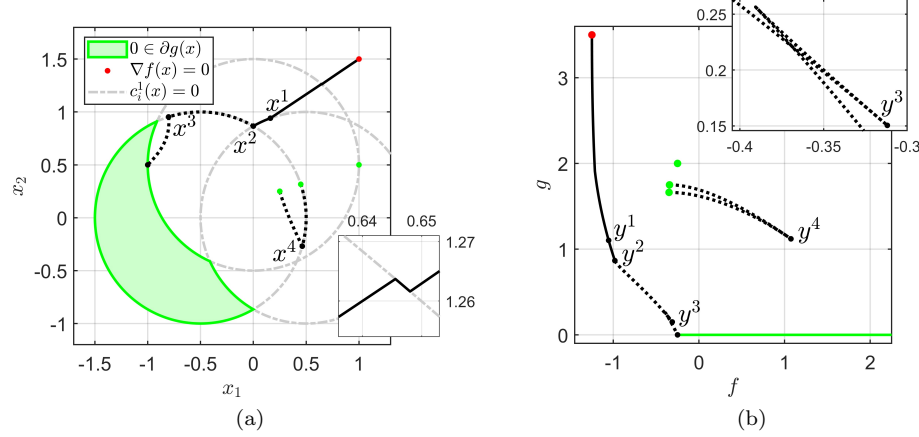 0 ∈ ∂g(x)
∇f(x) = 0
c_i^1(x) = 0
1.5
1
0.5
0
-0.5
-1
x_2
x^1
x^2
x^3
x^4
0.64
0.65
1.27
1.26
-1.5
-1
-0.5
0
0.5
1
x_1
(a)
0.25
0.2
0.15
-0.4
-0.35
-0.3
y^3
g
3
2
1
0
y^1
y^2
y^3
y^4
-1
0
1
2
f
(b)